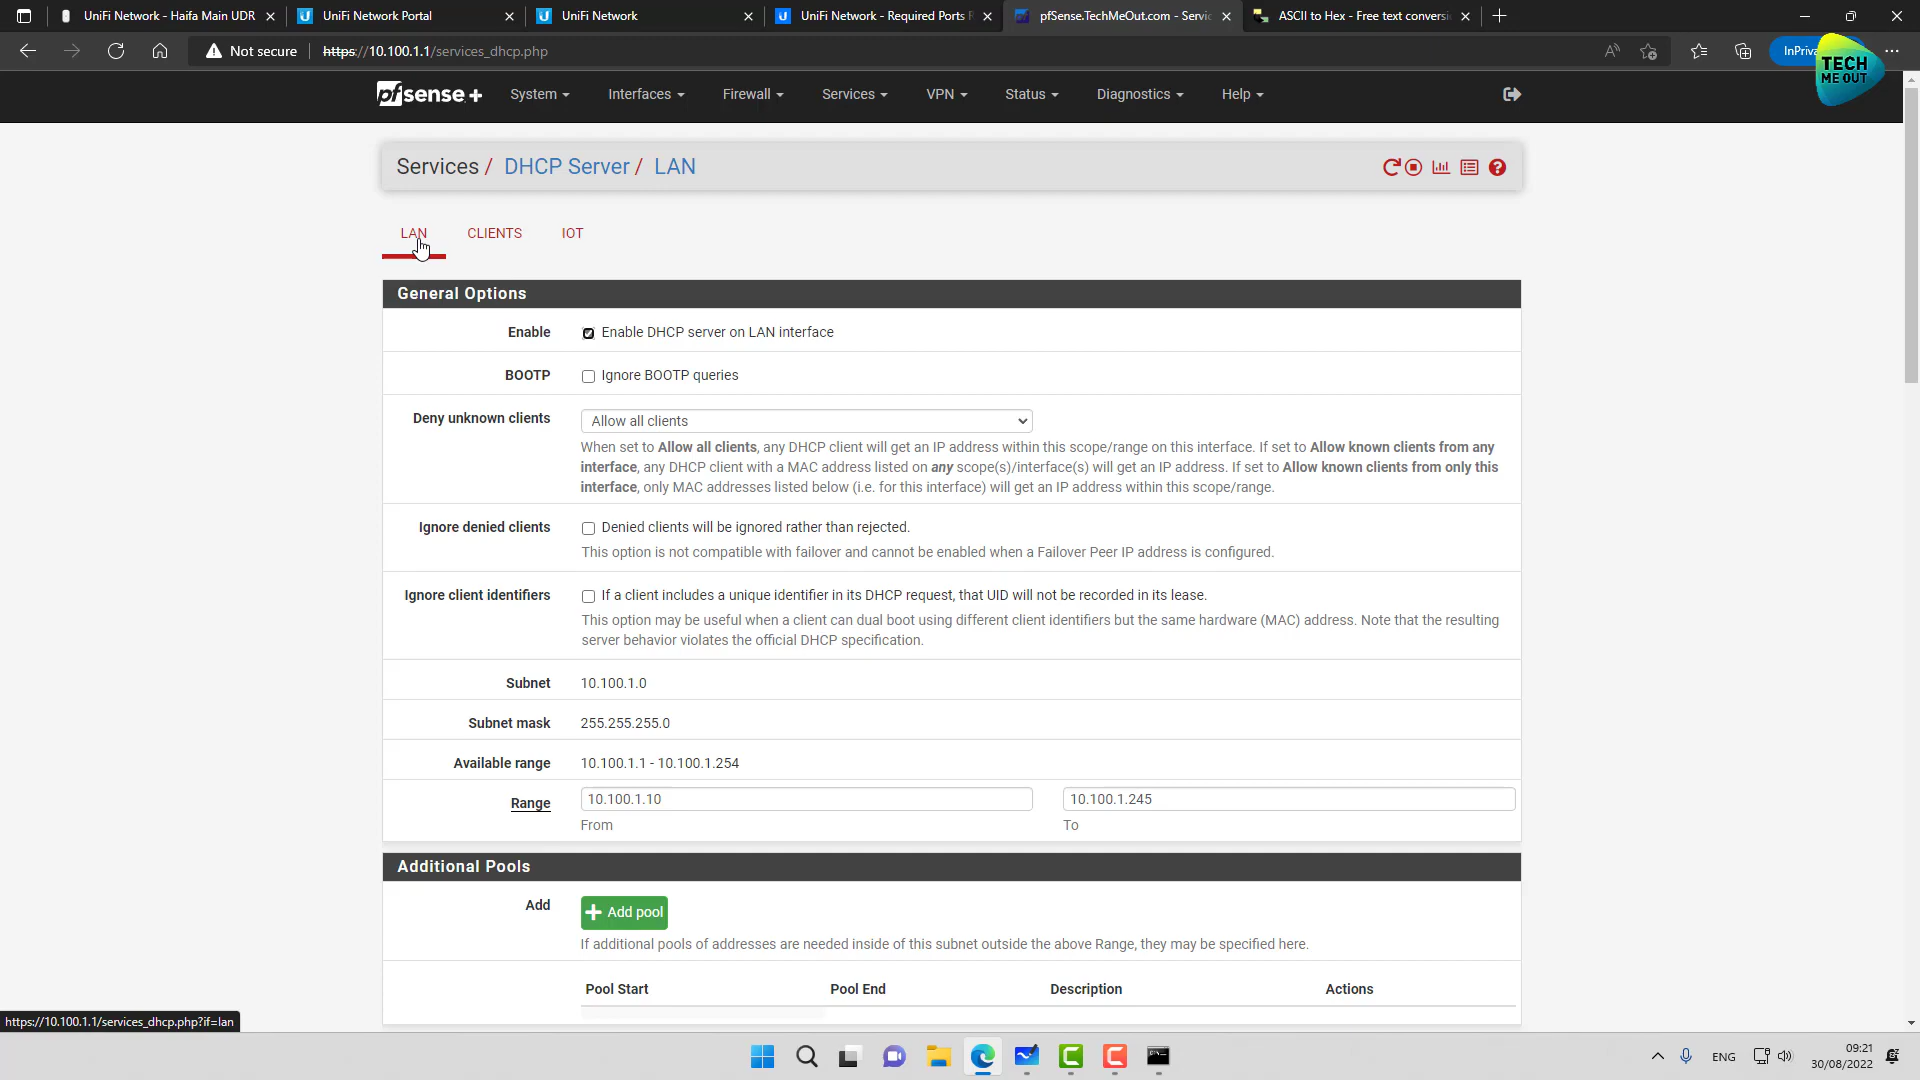 UniFi Network - Haifa Main UDR
UniFi Network Portal
UniFi Network
UniFi Network - Required Ports R
pfSense.TechMeOut.com - Servic
ASCII to Hex - Free text conversi
Not secure
https://10.100.1.1/services_dhcp.php
InPriva
TECH
ME OUT
pfsense+
System
Interfaces
Firewall
Services
VPN
Status
Diagnostics
Help
Services / DHCP Server / LAN
LAN
CLIENTS
IOT
General Options
Enable
Enable DHCP server on LAN interface
BOOTP
Ignore BOOTP queries
Deny unknown clients
Allow all clients
When set to Allow all clients, any DHCP client will get an IP address within this scope/range on this interface. If set to Allow known clients from any
interface, any DHCP client with a MAC address listed on any scope(s)/interface(s) will get an IP address. If set to Allow known clients from only this
interface, only MAC addresses listed below (i.e. for this interface) will get an IP address within this scope/range.
Ignore denied clients
Denied clients will be ignored rather than rejected.
This option is not compatible with failover and cannot be enabled when a Failover Peer IP address is configured.
Ignore client identifiers
If a client includes a unique identifier in its DHCP request, that UID will not be recorded in its lease.
This option may be useful when a client can dual boot using different client identifiers but the same hardware (MAC) address. Note that the resulting
server behavior violates the official DHCP specification.
Subnet
10.100.1.0
Subnet mask
255.255.255.0
Available range
10.100.1.1 - 10.100.1.254
Range
10.100.1.10
10.100.1.245
From
To
Additional Pools
Add
Add pool
If additional pools of addresses are needed inside of this subnet outside the above Range, they may be specified here.
Pool Start
Pool End
Description
Actions
https://10.100.1.1/services_dhcp.php?if=lan
ENG
09:21
30/08/2022